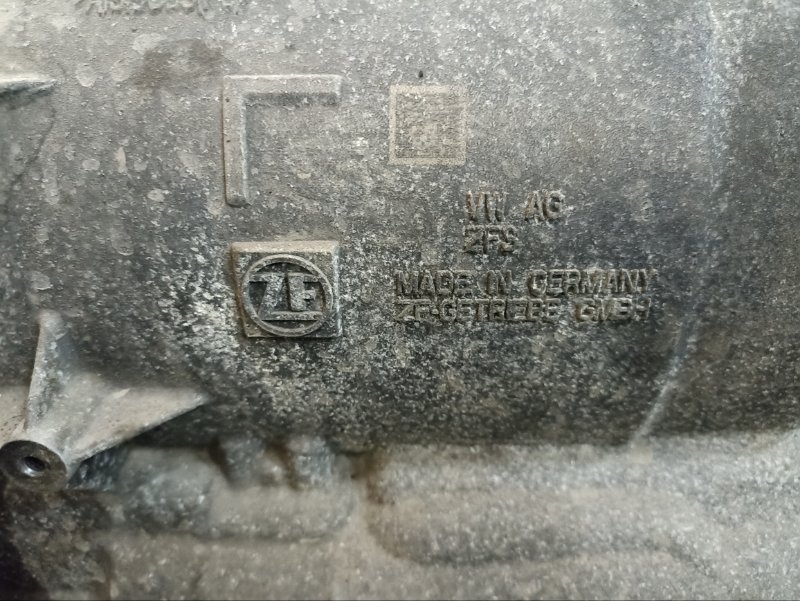 VW AG
ZFS
ZF
MADE IN GERMANY
ZF-GETRIEBE GMBH